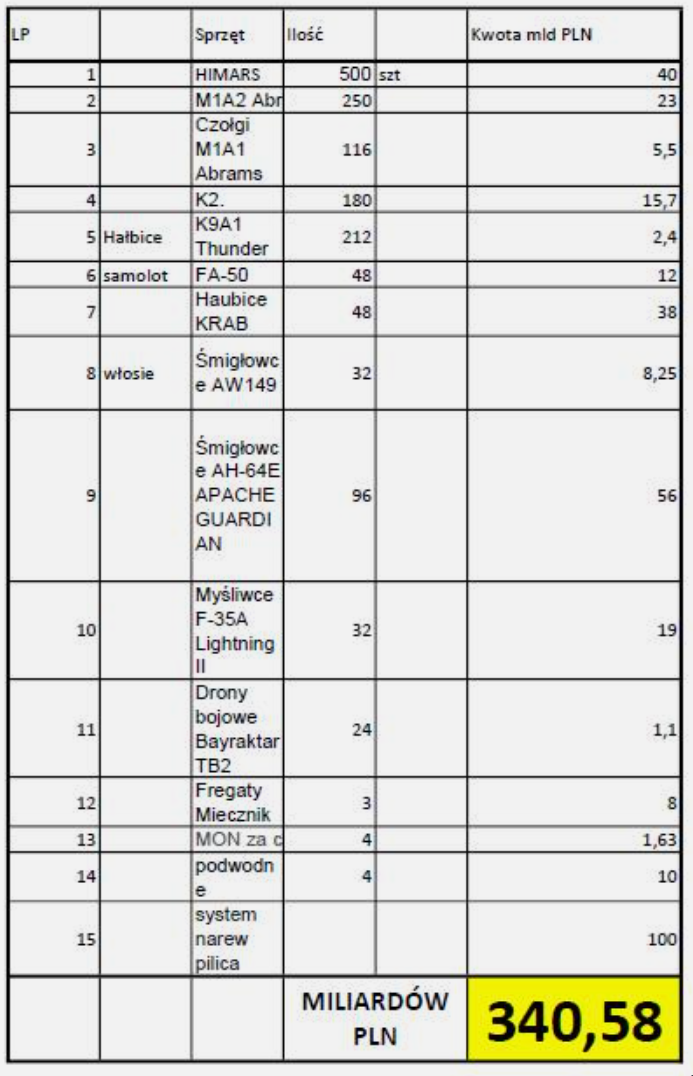 LP Sprzęt Ilość Kwota mld PLN
1 HIMARS 500 szt 40
2 M1A2 Abr 250 23
Czołgi
3 M1A1 116 5,5
Abrams
4 K2. 180 15,7
5 Hałbice K9A1 212 2,4
Thunder
6 samolot FA-50 48 12
7 Haubice 48 38
KRAB
8 włosie Śmigłowc 32 8,25
e AW149
Śmigłowc
e AH-64E
9 APACHE 96 56
GUARDI
AN
Myśliwce
10 F-35A 32 19
Lightning
II
Drony
11 bojowe 24 1,1
Bayraktar
TB2
12 Fregaty 3 8
Miecznik
13 MON za c 4 1,63
14 podwodn 4 10
e
system
15 narew 100
pilica
MILIARDÓW 340,58
PLN